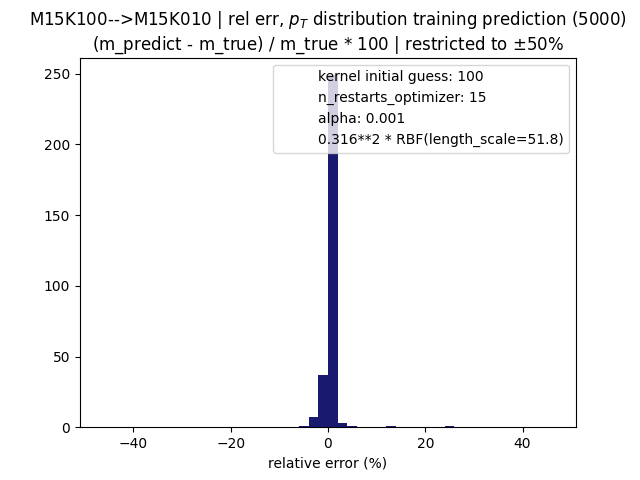 M15K100-->M15K010 | rel err, p_T distribution training prediction (5000)
(m_predict - m_true) / m_true * 100 | restricted to ±50%
kernel initial guess: 100
n_restarts_optimizer: 15
alpha: 0.001
0.316**2 * RBF(length_scale=51.8)
250
200
150
100
50
0
−40 −20 0 20 40
relative error (%)